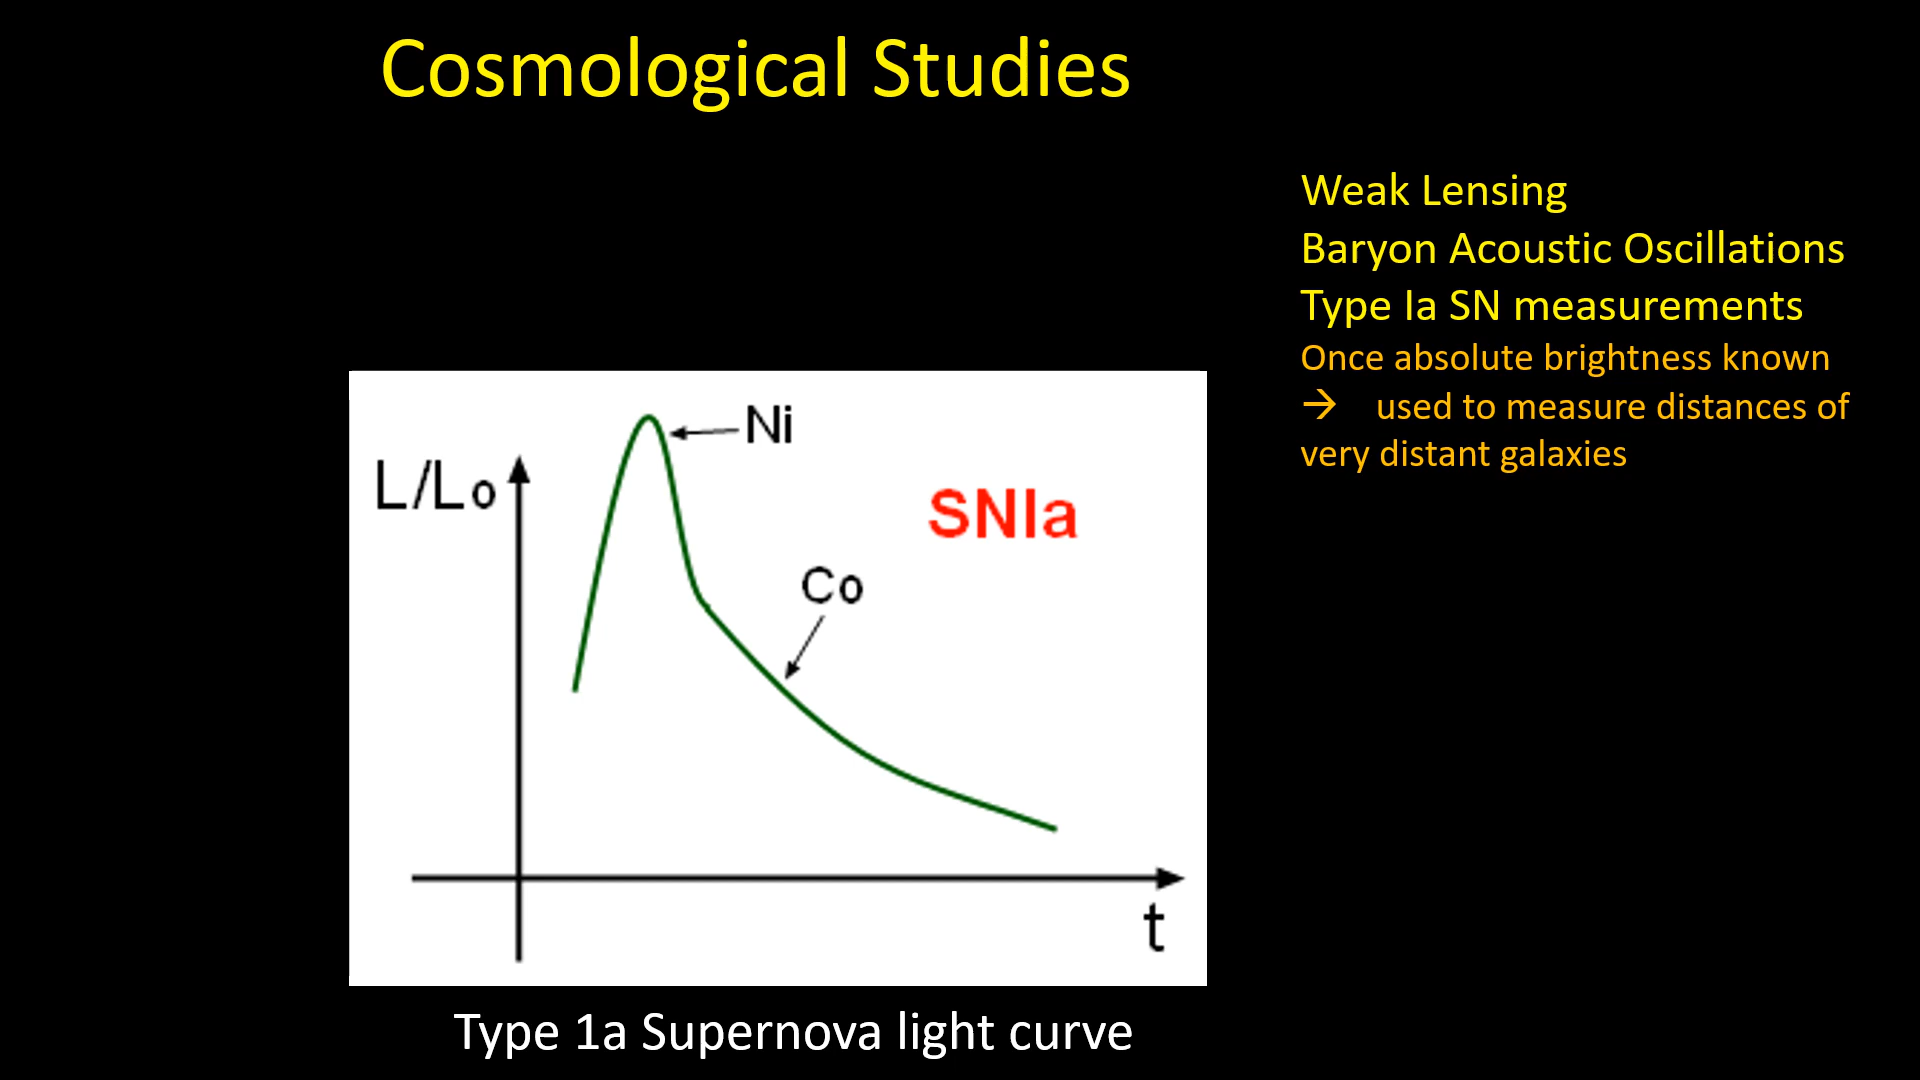 Cosmological Studies
Weak Lensing
Baryon Acoustic Oscillations
Type Ia SN measurements
Once absolute brightness known
→ used to measure distances of
very distant galaxies
Ni
L/Lo
SNIa
Co
t
Type 1a Supernova light curve